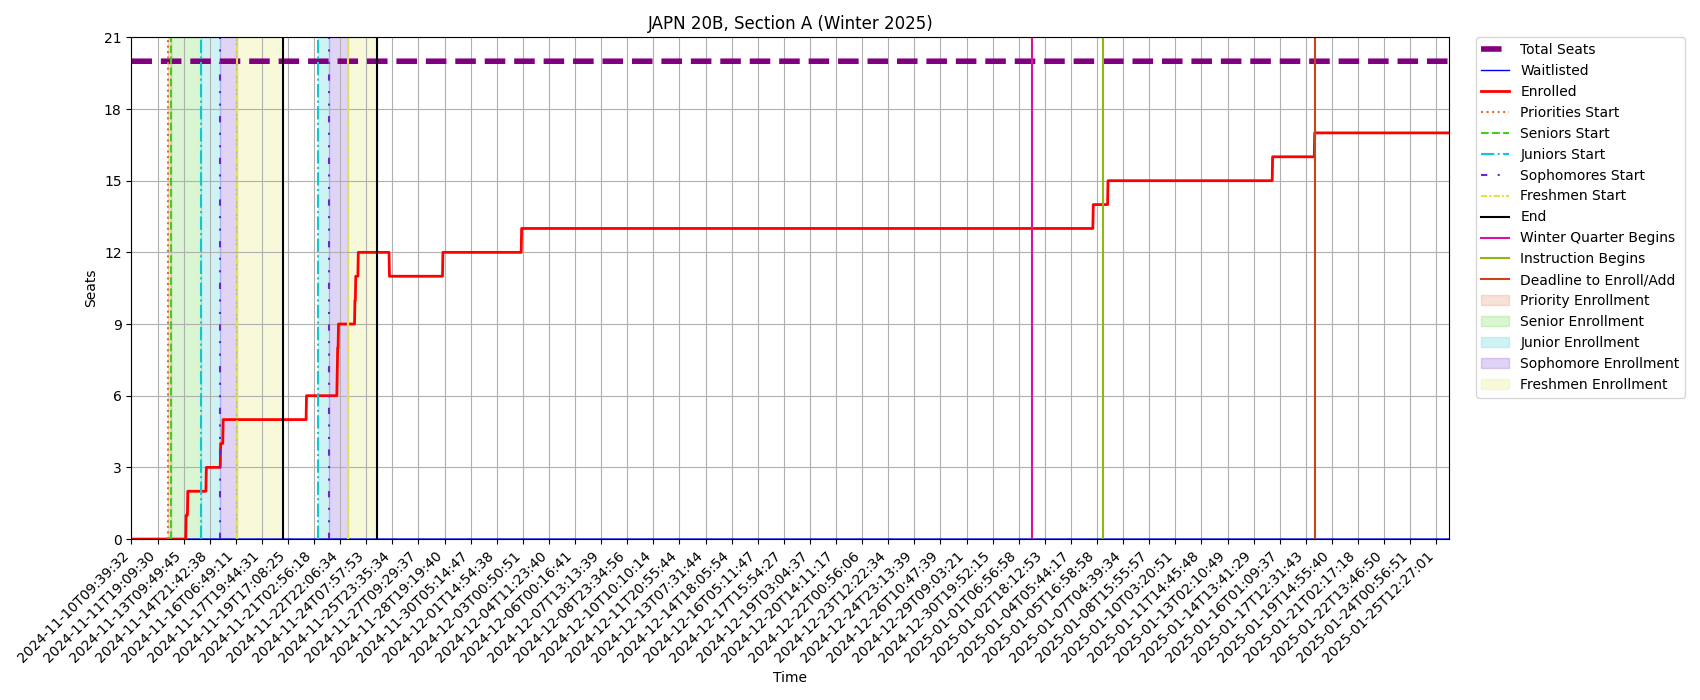 JAPN 20B, Section A (Winter 2025)
21
18
15
12
9
6
3
0
Seats
2024-11-10T09:39:32
2024-11-11T19:09:30
2024-11-13T09:49:45
2024-11-14T21:42:38
2024-11-16T06:49:11
2024-11-17T19:44:31
2024-11-19T17:08:25
2024-11-21T02:56:18
2024-11-22T22:06:34
2024-11-24T07:57:53
2024-11-25T23:35:34
2024-11-27T09:29:37
2024-11-28T19:19:40
2024-11-30T05:14:47
2024-12-01T14:54:38
2024-12-03T00:50:51
2024-12-04T11:23:40
2024-12-06T00:16:41
2024-12-07T13:13:39
2024-12-08T23:34:56
2024-12-10T10:10:14
2024-12-11T20:55:44
2024-12-13T07:31:44
2024-12-14T18:05:54
2024-12-16T05:11:47
2024-12-17T15:54:27
2024-12-19T03:04:37
2024-12-20T14:11:17
2024-12-22T00:56:06
2024-12-23T12:22:34
2024-12-24T23:13:39
2024-12-26T10:47:39
2024-12-29T09:03:21
2024-12-30T19:52:15
2025-01-01T06:56:58
2025-01-02T18:12:53
2025-01-04T05:44:17
2025-01-05T16:58:58
2025-01-07T04:39:34
2025-01-08T15:55:57
2025-01-10T03:20:51
2025-01-11T14:45:48
2025-01-13T02:10:49
2025-01-14T13:41:29
2025-01-16T01:09:37
2025-01-17T12:31:43
2025-01-19T14:55:40
2025-01-21T02:17:18
2025-01-22T13:46:50
2025-01-24T00:56:51
2025-01-25T12:27:01
Time
Total Seats
Waitlisted
Enrolled
Priorities Start
Seniors Start
Juniors Start
Sophomores Start
Freshmen Start
End
Winter Quarter Begins
Instruction Begins
Deadline to Enroll/Add
Priority Enrollment
Senior Enrollment
Junior Enrollment
Sophomore Enrollment
Freshmen Enrollment